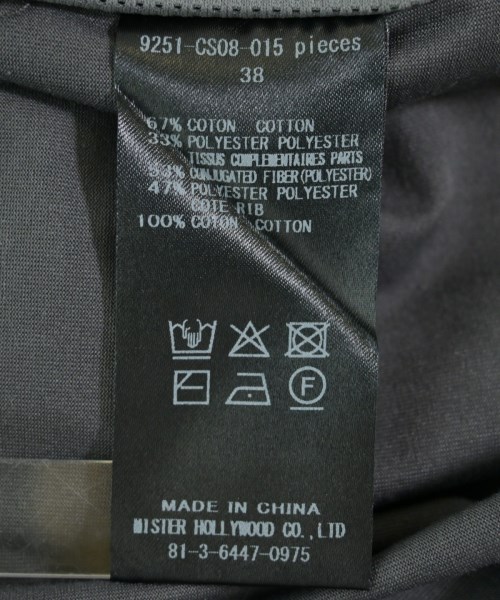 9251-CS08-015 pieces
38
67% COTON COTTON
33% POLYESTER POLYESTER
TISSUS COMPLEMENTAIRES PARTS
53% CONJUGATED FIBER(POLYESTER)
47% POLYESTER POLYESTER
COTE RIB
100% COTON COTTON
F
MADE IN CHINA
MISTER HOLLYWOOD CO.,LTD
81-3-6447-0975